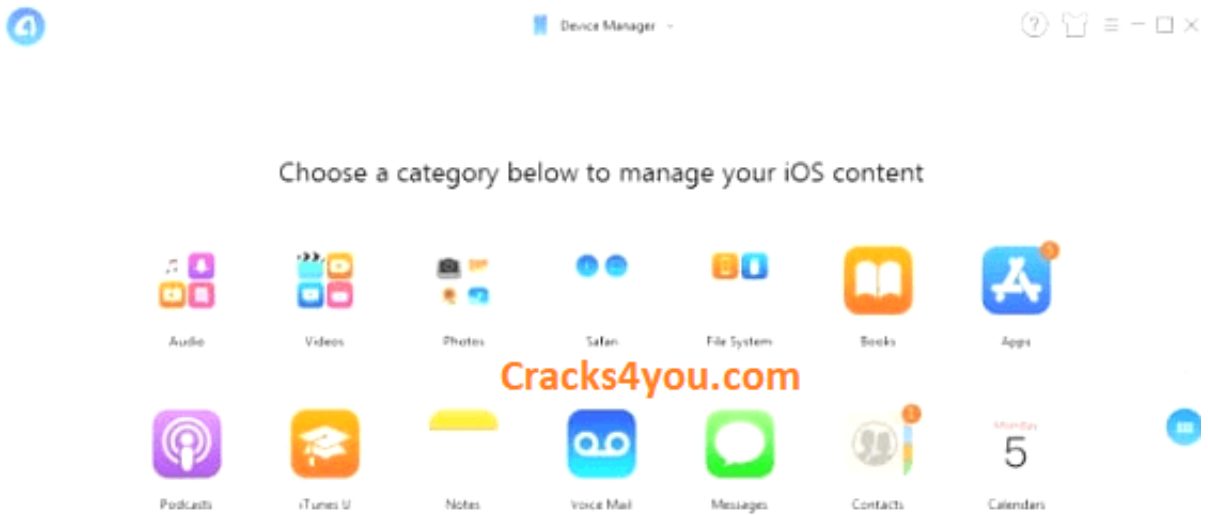 Device Manager
?
Choose a category below to manage your iOS content
Audio Videos Photos Safari File System Books Apps
Cracks4you.com
Podcasts iTunes U Notes Voice Mail Messages Contacts Calendars
1
Monday
5